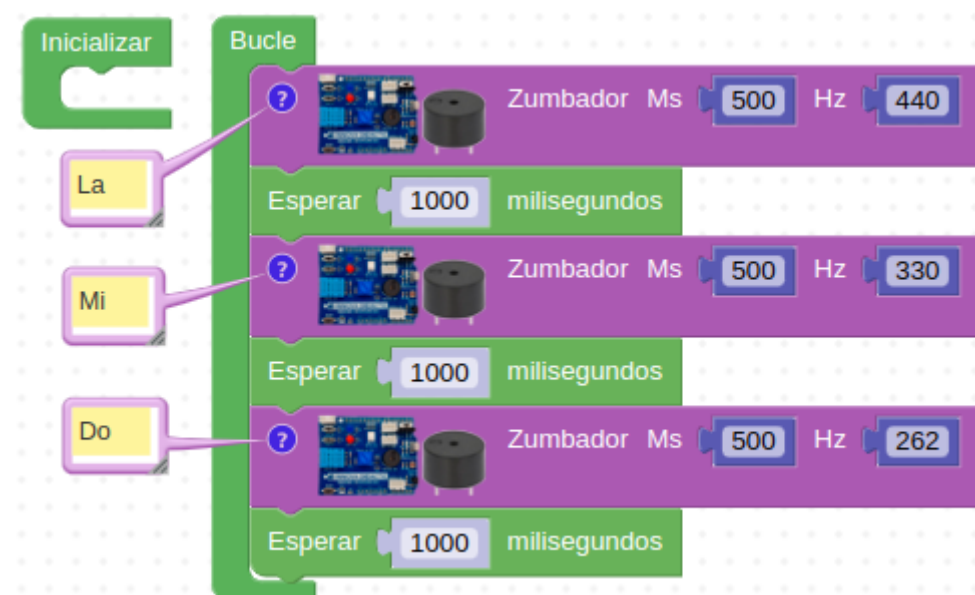 Inicializar
Bucle
? Zumbador Ms 500 Hz 440
La
Esperar 1000 milisegundos
? Zumbador Ms 500 Hz 330
Mi
Esperar 1000 milisegundos
? Zumbador Ms 500 Hz 262
Do
Esperar 1000 milisegundos